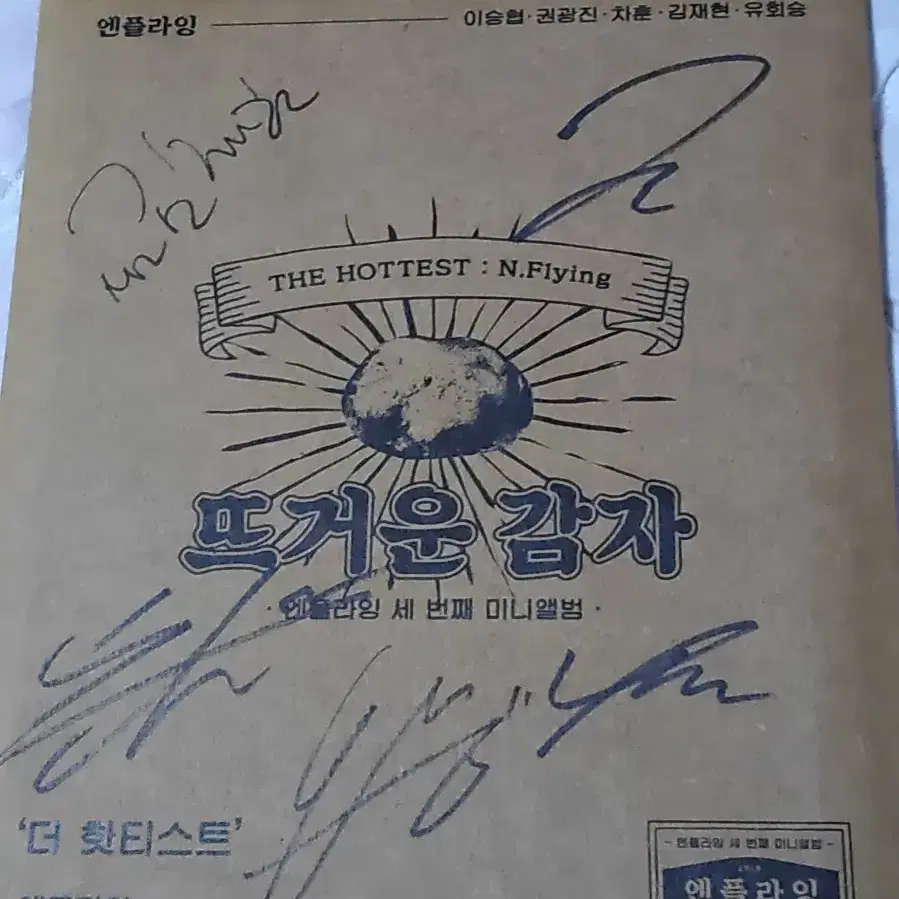 엔플라잉
이승협·권광진·차훈·김재현·유회승
THE HOTTEST : N.Flying
뜨거운 감자
· 엔플라잉 세 번째 미니앨범 ·
'더 핫티스트'
- 엔플라잉 세 번째 미니앨범 -
엔플라잉